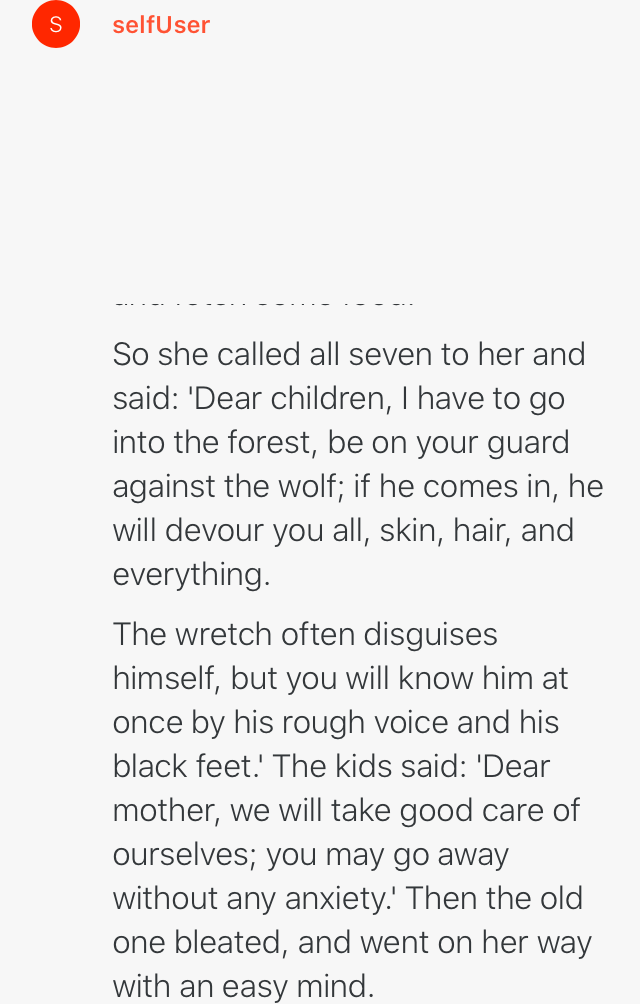 S
selfUser
So she called all seven to her and
said: 'Dear children, I have to go
into the forest, be on your guard
against the wolf; if he comes in, he
will devour you all, skin, hair, and
everything.
The wretch often disguises
himself, but you will know him at
once by his rough voice and his
black feet.' The kids said: 'Dear
mother, we will take good care of
ourselves; you may go away
without any anxiety.' Then the old
one bleated, and went on her way
with an easy mind.